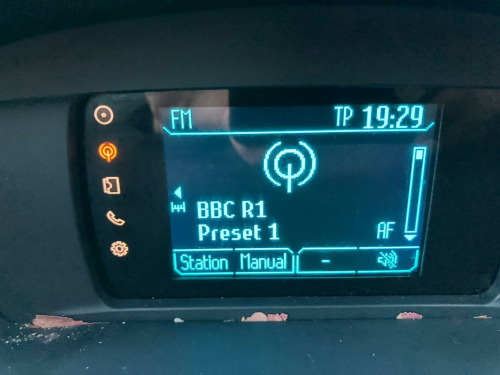 FM TP 19:29
BBC R1
Preset 1 AF
Station Manual -